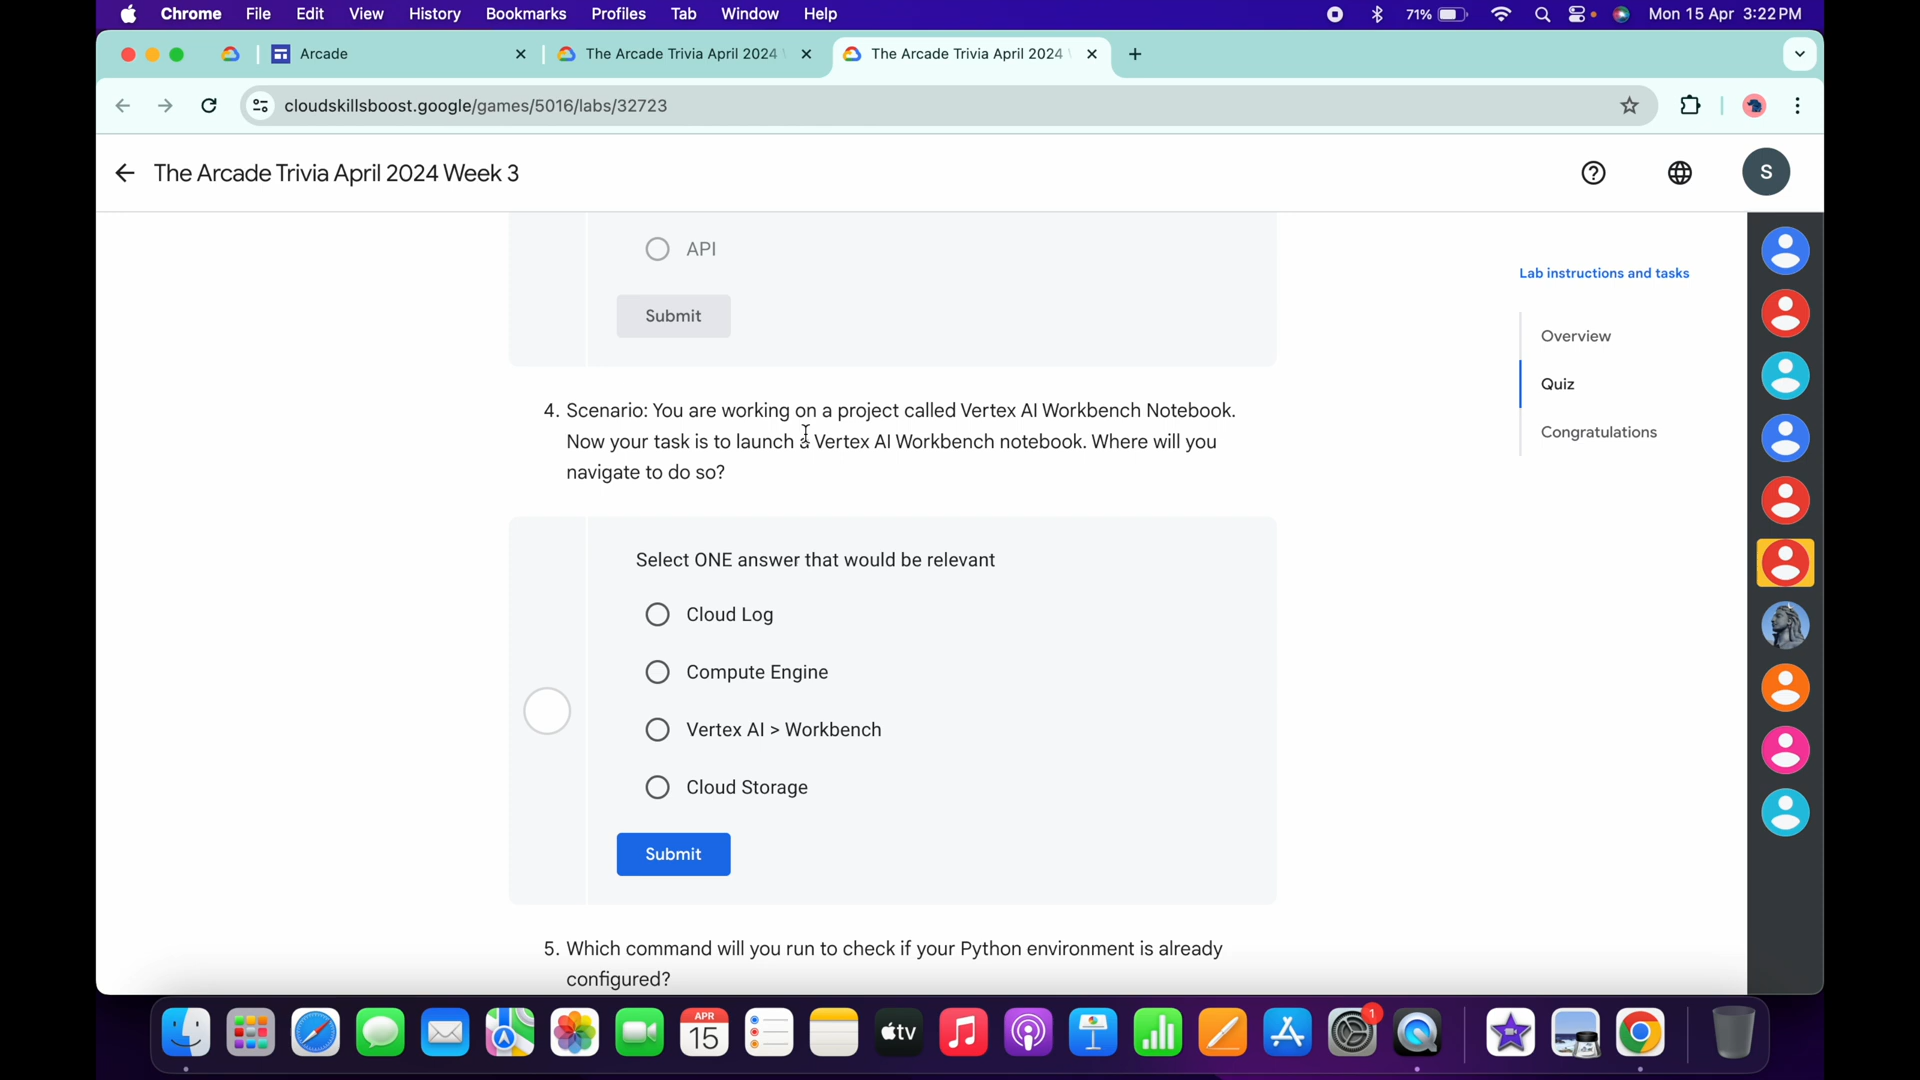 Chrome File Edit View History Bookmarks Profiles Tab Window Help 71% Mon 15 Apr 3:22 PM
Arcade The Arcade Trivia April 2024 The Arcade Trivia April 2024
cloudskillsboost.google/games/5016/labs/32723
The Arcade Trivia April 2024 Week 3
S
API
Submit
Lab instructions and tasks
Overview
Quiz
Congratulations
4. Scenario: You are working on a project called Vertex AI Workbench Notebook.
Now your task is to launch a Vertex AI Workbench notebook. Where will you
navigate to do so?
Select ONE answer that would be relevant
Cloud Log
Compute Engine
Vertex AI > Workbench
Cloud Storage
Submit
5. Which command will you run to check if your Python environment is already
configured?
APR
15
tv
1